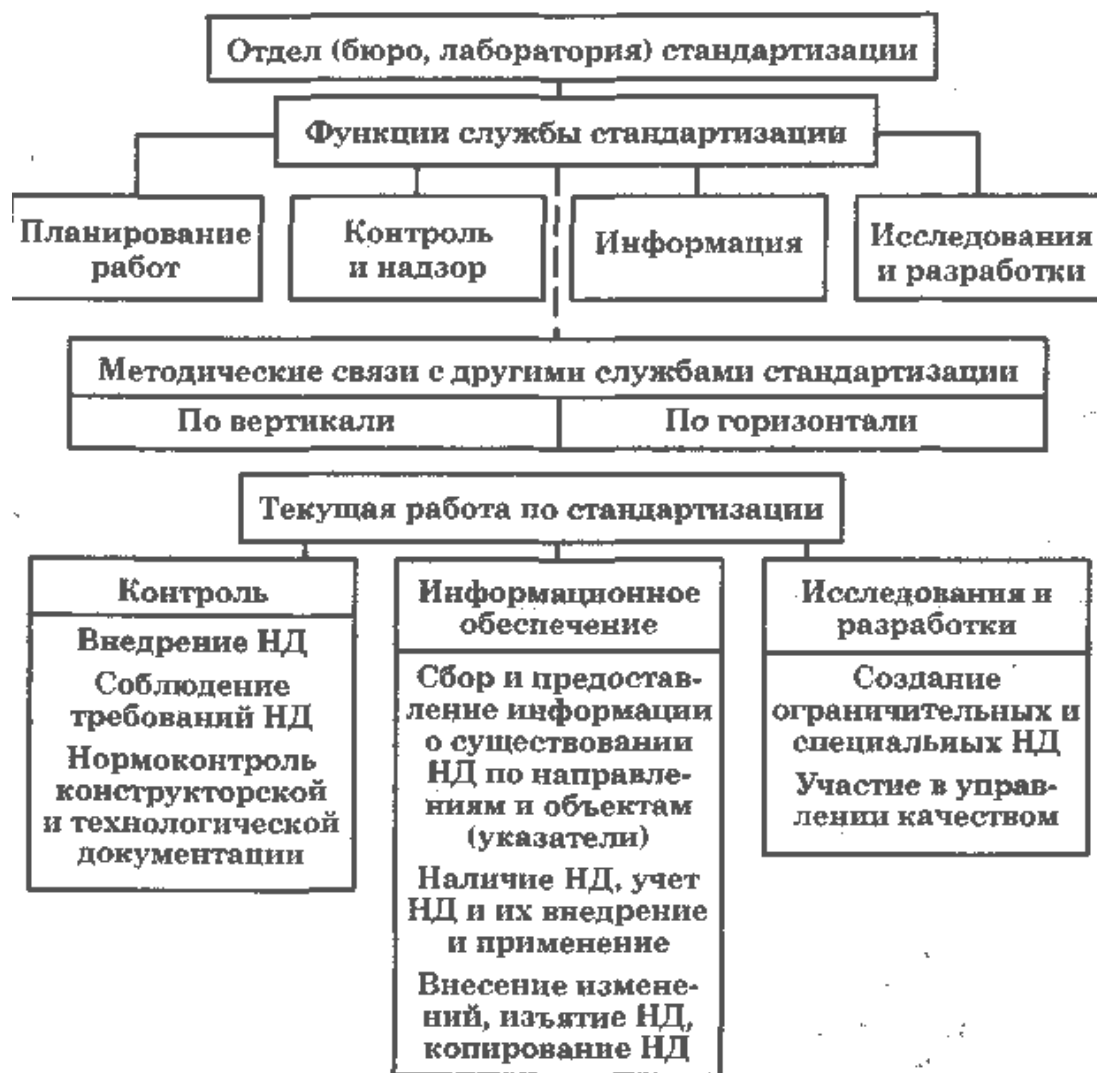 Отдел (бюро, лаборатория) стандартизации
Функции службы стандартизации
Планирование
работ
Контроль
и надзор
Информация
Исследования
и разработки
Методические связи с другими службами стандартизации
По вертикали
По горизонтали
Текущая работа по стандартизации
Контроль
Внедрение НД
Соблюдение
требований НД
Нормоконтроль
конструкторской
и технологической
документации
Информационное
обеспечение
Сбор и предостав-
ление информации
о существовании
НД по направле-
ниям и объектам
(указатели)
Наличие НД, учет
НД и их внедрение
и применение
Внесение измене-
ний, изъятие НД,
копирование НД
Исследования и
разработки
Создание
ограничительных и
специальных НД
Участие в управ-
лении качеством